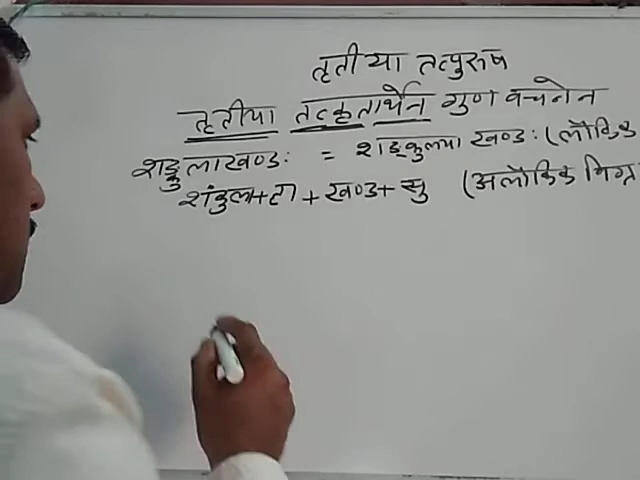 तृतीया तत्पुरुष
तृतीया तत्कृतार्थेन गुण वचनेन
शङ्कुलाखण्डः = शङ्कुलया खण्डः (लौकिक
शंकुल+टा + खण्ड+सु (अलौकिक विग्र